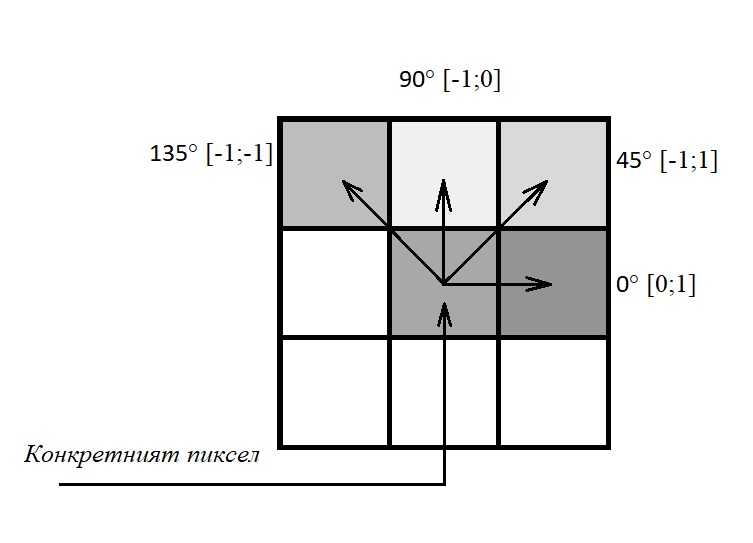 90° [-1;0]
135° [-1;-1]
45° [-1;1]
0° [0;1]
Конкретният пиксел